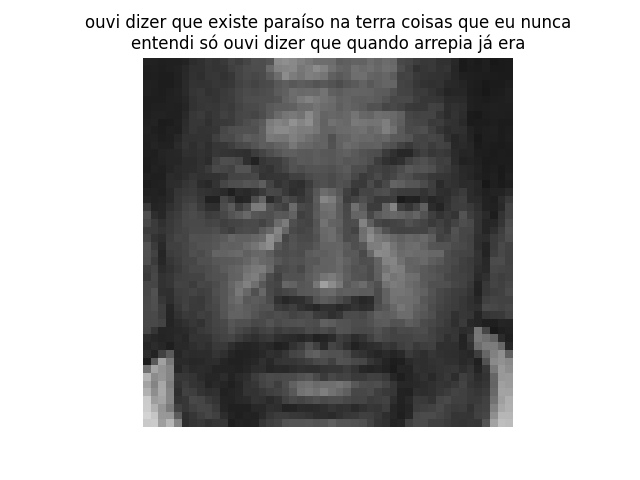 ouvi dizer que existe paraíso na terra coisas que eu nunca
entendi só ouvi dizer que quando arrepia já era